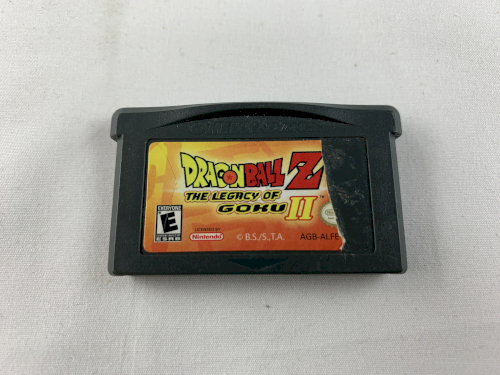 DRAGON BALL Z
THE LEGACY OF
GOKU II
EVERYONE
E
ESRB
LICENSED BY
Nintendo
© B.S./S.,T.A.
AGB-ALFE